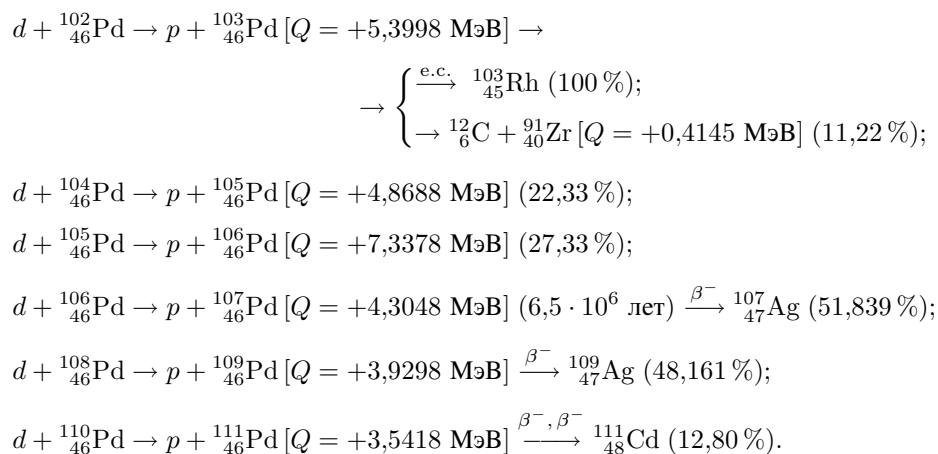 d + ¹⁰²₄₆Pd → p + ¹⁰³₄₆Pd [Q = +5,3998 МэВ] →
→ { e.c. → ¹⁰³₄₅Rh (100 %);
→ ¹²₆C + ⁹¹₄₀Zr [Q = +0,4145 МэВ] (11,22 %);
d + ¹⁰⁴₄₆Pd → p + ¹⁰⁵₄₆Pd [Q = +4,8688 МэВ] (22,33 %);
d + ¹⁰⁵₄₆Pd → p + ¹⁰⁶₄₆Pd [Q = +7,3378 МэВ] (27,33 %);
d + ¹⁰⁶₄₆Pd → p + ¹⁰⁷₄₆Pd [Q = +4,3048 МэВ] (6,5 · 10⁶ лет) β⁻ → ¹⁰⁷₄₇Ag (51,839 %);
d + ¹⁰⁸₄₆Pd → p + ¹⁰⁹₄₆Pd [Q = +3,9298 МэВ] β⁻ → ¹⁰⁹₄₇Ag (48,161 %);
d + ¹¹⁰₄₆Pd → p + ¹¹¹₄₆Pd [Q = +3,5418 МэВ] β⁻, β⁻ → ¹¹¹₄₈Cd (12,80 %).